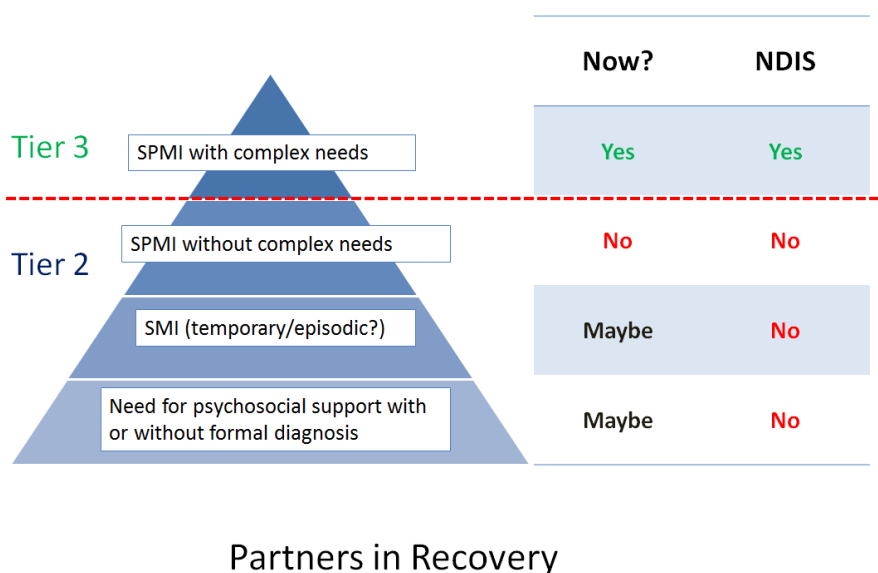 Now? NDIS
Tier 3
SPMI with complex needs
Yes Yes
Tier 2
SPMI without complex needs
No No
SMI (temporary/episodic?)
Maybe No
Need for psychosocial support with
or without formal diagnosis
Maybe No
Partners in Recovery